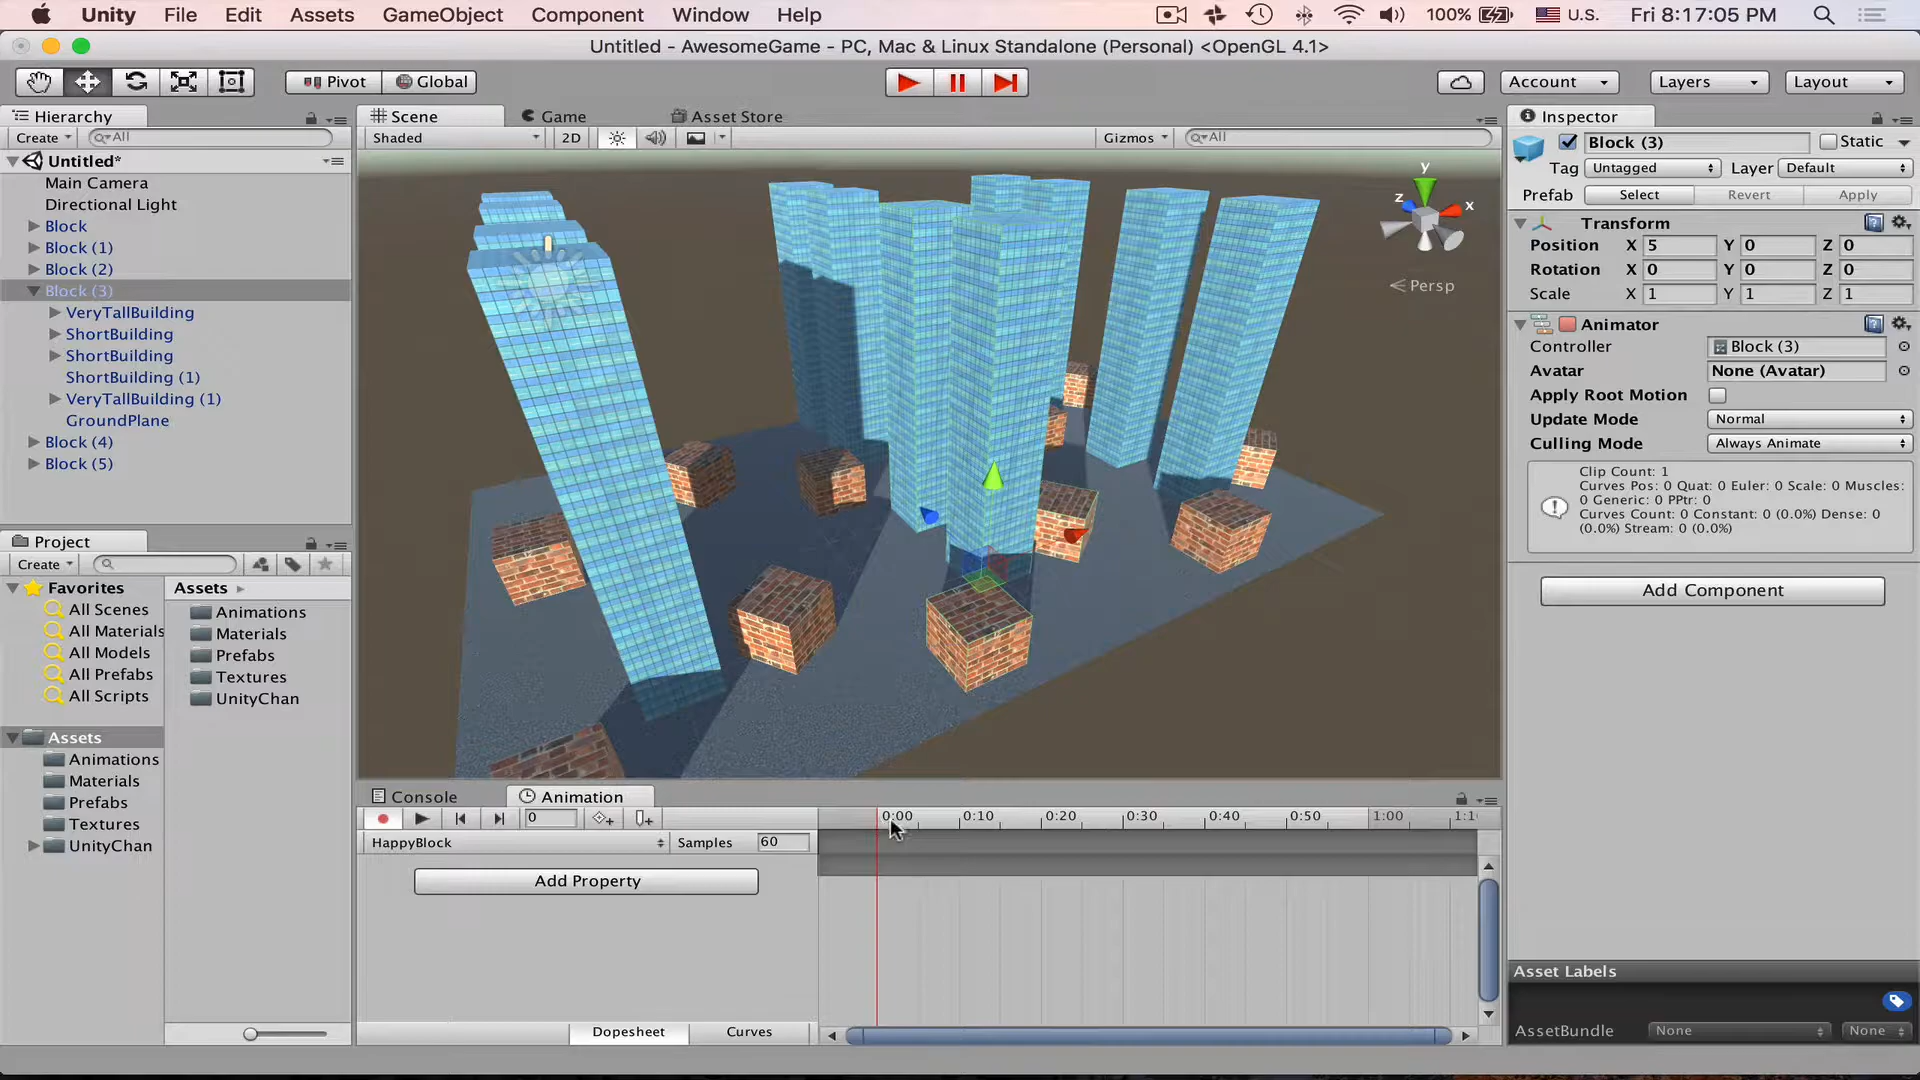 Unity File Edit Assets GameObject Component Window Help 100% U.S. Fri 8:17:05 PM
Untitled - AwesomeGame - PC, Mac & Linux Standalone (Personal) <OpenGL 4.1>
Pivot Global Account Layers Layout
Hierarchy
Create All
Untitled*
Main Camera
Directional Light
Block
Block (1)
Block (2)
Block (3)
VeryTallBuilding
ShortBuilding
ShortBuilding
ShortBuilding (1)
VeryTallBuilding (1)
GroundPlane
Block (4)
Block (5)
Project
Create
Favorites
All Scenes
All Materials
All Models
All Prefabs
All Scripts
Assets
Animations
Materials
Prefabs
Textures
UnityChan
Assets
Animations
Materials
Prefabs
Textures
UnityChan
Scene Game Asset Store
Shaded 2D Gizmos All
y
z x
Persp
Console Animation
0 0:00 0:10 0:20 0:30 0:40 0:50 1:00
HappyBlock Samples 60
Add Property
Dopesheet Curves
Inspector
Block (3) Static
Tag Untagged Layer Default
Prefab Select Revert Apply
Transform
Position X 5 Y 0 Z 0
Rotation X 0 Y 0 Z 0
Scale X 1 Y 1 Z 1
Animator
Controller Block (3)
Avatar None (Avatar)
Apply Root Motion
Update Mode Normal
Culling Mode Always Animate
Clip Count: 1
Curves Pos: 0 Quat: 0 Euler: 0 Scale: 0 Muscles:
0 Generic: 0 PPtr: 0
Curves Count: 0 Constant: 0 (0.0%) Dense: 0
(0.0%) Stream: 0 (0.0%)
Add Component
Asset Labels
AssetBundle None None